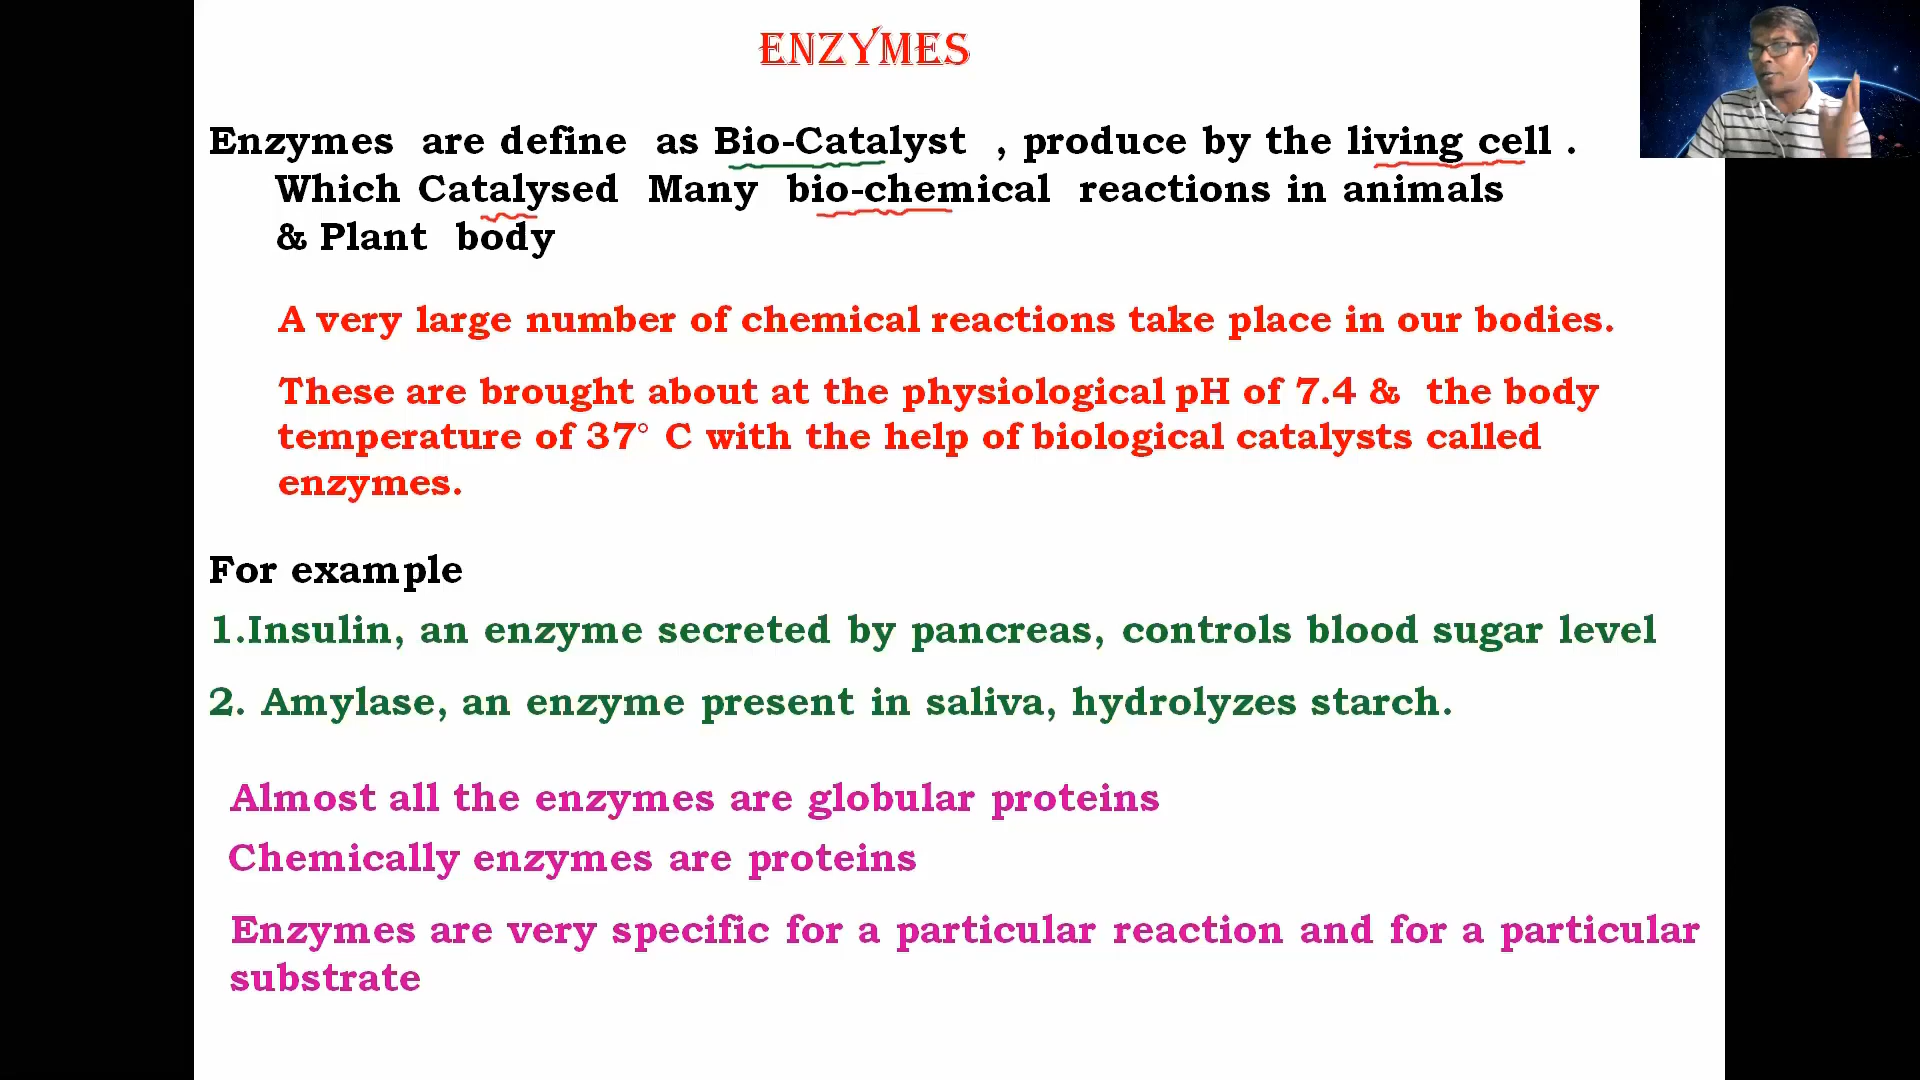 ENZYMES
Enzymes are define as Bio-Catalyst , produce by the living cell .
Which Catalysed Many bio-chemical reactions in animals
& Plant body
A very large number of chemical reactions take place in our bodies.
These are brought about at the physiological pH of 7.4 & the body
temperature of 37° C with the help of biological catalysts called
enzymes.
For example
1.Insulin, an enzyme secreted by pancreas, controls blood sugar level
2. Amylase, an enzyme present in saliva, hydrolyzes starch.
Almost all the enzymes are globular proteins
Chemically enzymes are proteins
Enzymes are very specific for a particular reaction and for a particular
substrate